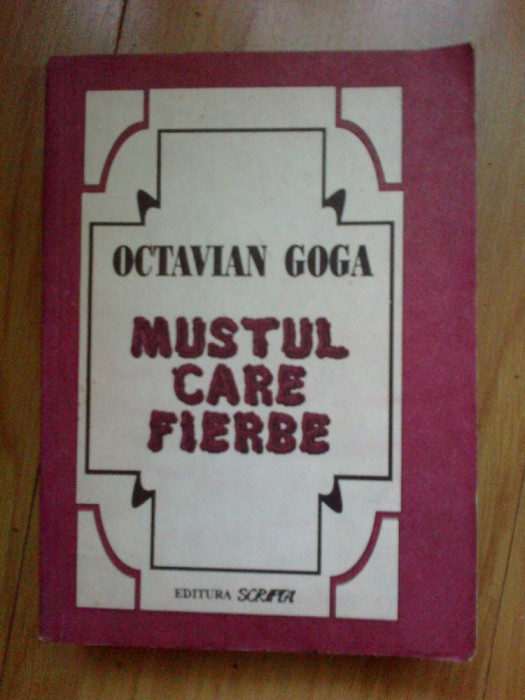 OCTAVIAN GOGA
MUSTUL
CARE
FIERBE
EDITURA SCRIPTA